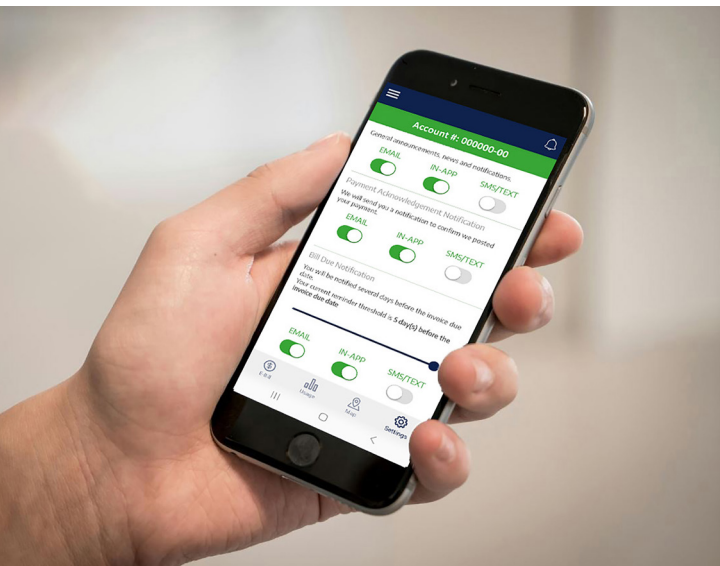 Account #: 000000-00
General announcements, news and notifications.
EMAIL IN-APP SMS/TEXT
Payment Acknowledgement Notification
We will send you a notification to confirm we posted
your payment.
EMAIL IN-APP SMS/TEXT
Bill Due Notification
You will be notified several days before the invoice due
date.
Your current reminder threshold is 5 day(s) before the
invoice due date
EMAIL IN-APP SMS/TEXT
Usage Map Settings